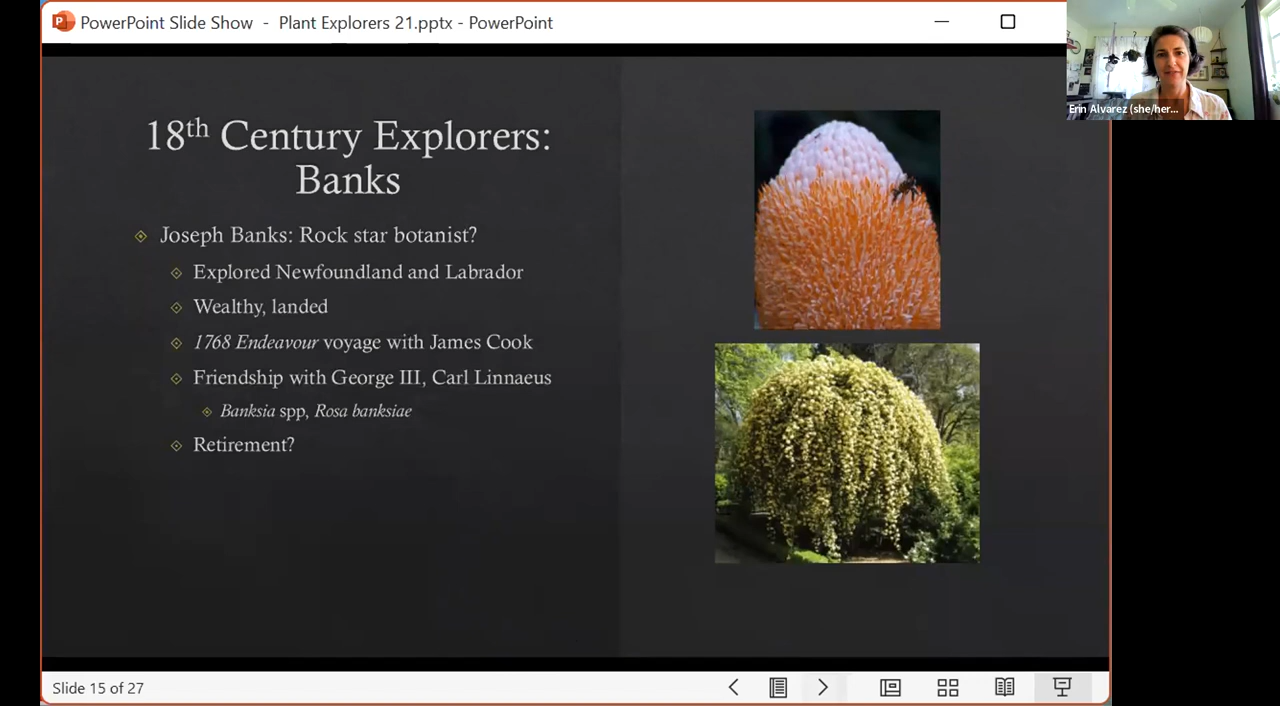 PowerPoint Slide Show - Plant Explorers 21.pptx - PowerPoint
Erin Alvarez (she/her...
18th Century Explorers:
Banks
Joseph Banks: Rock star botanist?
Explored Newfoundland and Labrador
Wealthy, landed
1768 Endeavour voyage with James Cook
Friendship with George III, Carl Linnaeus
Banksia spp, Rosa banksiae
Retirement?
Slide 15 of 27